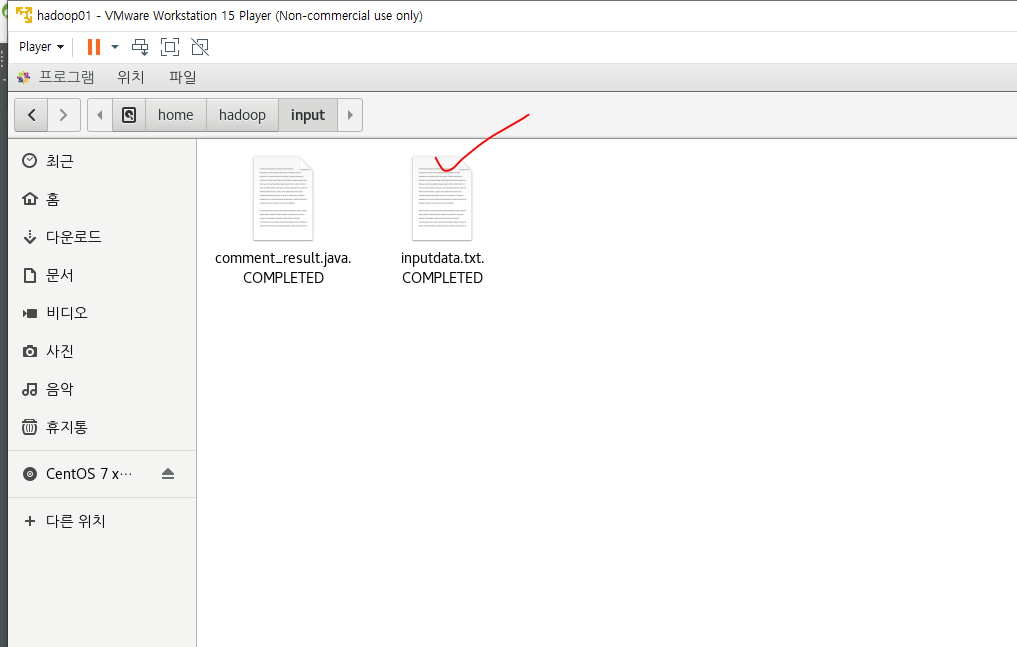 hadoop01 - VMware Workstation 15 Player (Non-commercial use only)
Player
프로그램 위치 파일
home hadoop input
최근
홈
다운로드
문서
비디오
사진
음악
휴지통
CentOS 7 x···
다른 위치
comment_result.java.
COMPLETED
inputdata.txt.
COMPLETED